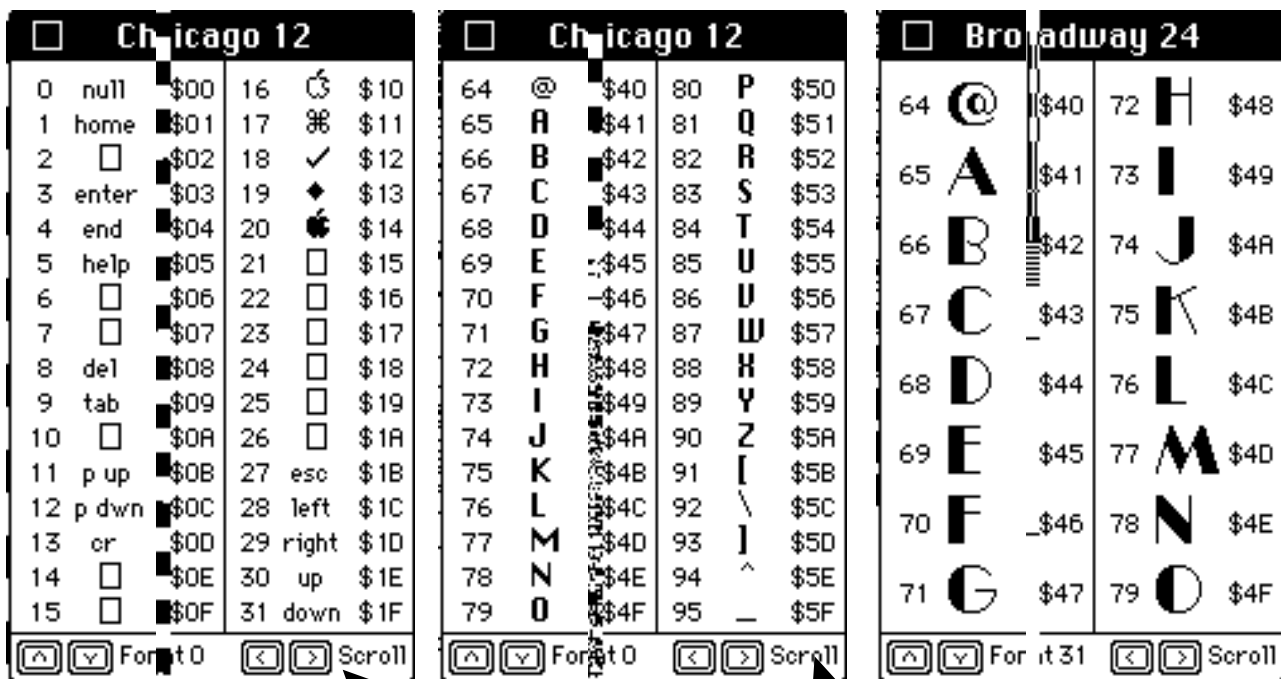 Chicago 12
0 null $00 16 $10
1 home $01 17 ⌘ $11
2 □ $02 18 ✓ $12
3 enter $03 19 ◆ $13
4 end $04 20 $14
5 help $05 21 □ $15
6 □ $06 22 □ $16
7 □ $07 23 □ $17
8 del $08 24 □ $18
9 tab $09 25 □ $19
10 □ $0A 26 □ $1A
11 p up $0B 27 esc $1B
12 p dwn $0C 28 left $1C
13 cr $0D 29 right $1D
14 □ $0E 30 up $1E
15 □ $0F 31 down $1F
Font 0 Scroll
Chicago 12
64 @ $40 80 P $50
65 A $41 81 Q $51
66 B $42 82 R $52
67 C $43 83 S $53
68 D $44 84 T $54
69 E $45 85 U $55
70 F $46 86 V $56
71 G $47 87 W $57
72 H $48 88 X $58
73 I $49 89 Y $59
74 J $4A 90 Z $5A
75 K $4B 91 [ $5B
76 L $4C 92 \ $5C
77 M $4D 93 ] $5D
78 N $4E 94 ^ $5E
79 O $4F 95 _ $5F
Font 0 Scroll
Broadway 24
64 @ $40 72 H $48
65 A $41 73 I $49
66 B $42 74 J $4A
67 C $43 75 K $4B
68 D $44 76 L $4C
69 E $45 77 M $4D
70 F $46 78 N $4E
71 G $47 79 O $4F
Font 31 Scroll